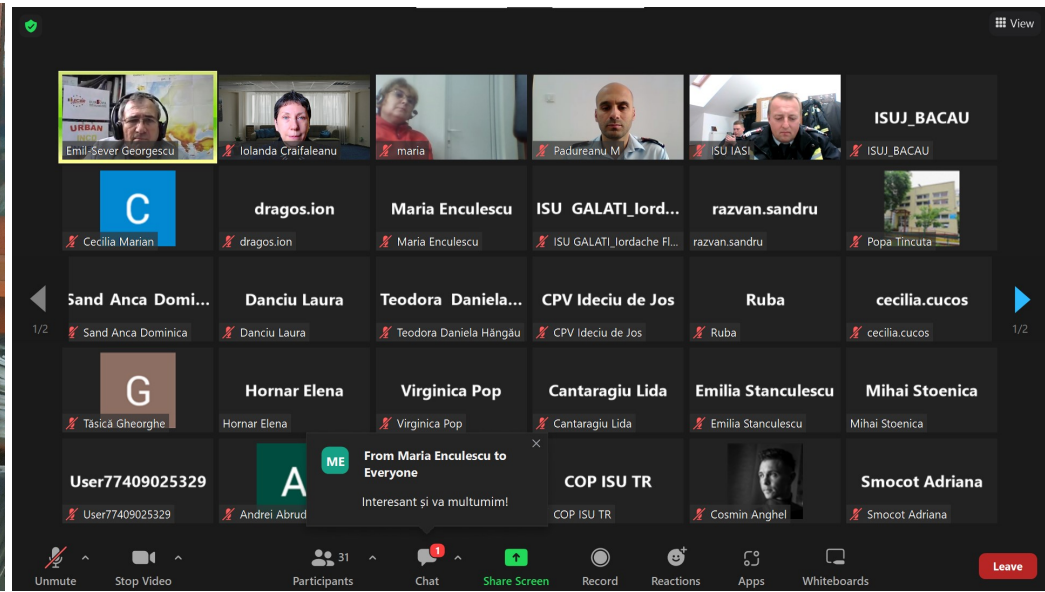 View
URBAN
INCD
Emil-Sever Georgescu
Iolanda Craifaleanu
maria
Padureanu M
ISU IASI
ISUJ_BACAU
ISUJ_BACAU
C
Cecilia Marian
dragos.ion
dragos.ion
Maria Enculescu
Maria Enculescu
ISU GALATI_Iord...
ISU GALATI_Iordache Fl...
razvan.sandru
razvan.sandru
Popa Tincuta
1/2
Sand Anca Domi...
Sand Anca Dominica
Danciu Laura
Danciu Laura
Teodora Daniela...
Teodora Daniela Hângău
CPV Ideciu de Jos
CPV Ideciu de Jos
Ruba
Ruba
cecilia.cucos
cecilia.cucos
1/2
G
Tăsică Gheorghe
Hornar Elena
Hornar Elena
Virginica Pop
Virginica Pop
Cantaragiu Lida
Cantaragiu Lida
Emilia Stanculescu
Emilia Stanculescu
Mihai Stoenica
Mihai Stoenica
User77409025329
User77409025329
A
Andrei Abrud
ME
From Maria Enculescu to
Everyone
Interesant și va multumim!
COP ISU TR
COP ISU TR
Cosmin Anghel
Smocot Adriana
Smocot Adriana
Unmute
Stop Video
31
Participants
1
Chat
Share Screen
Record
Reactions
Apps
Whiteboards
Leave